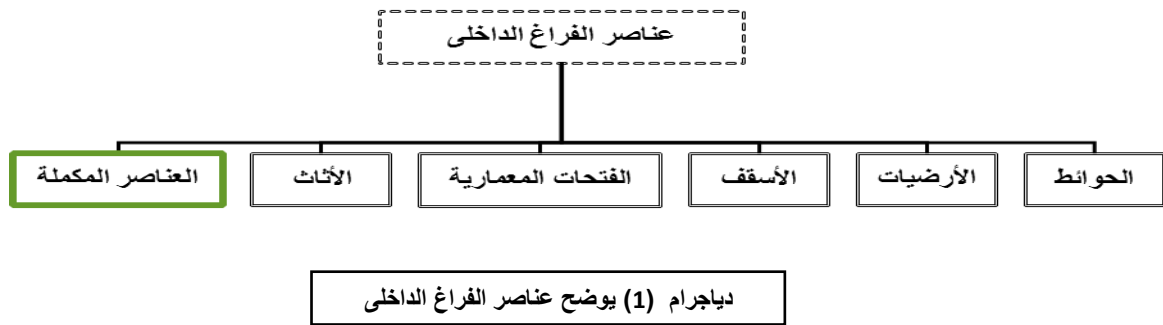 عناصر الفراغ الداخلى
الحوائط
الأرضيات
الأسقف
الفتحات المعمارية
الأثاث
العناصر المكملة
دياجرام (1) يوضح عناصر الفراغ الداخلى